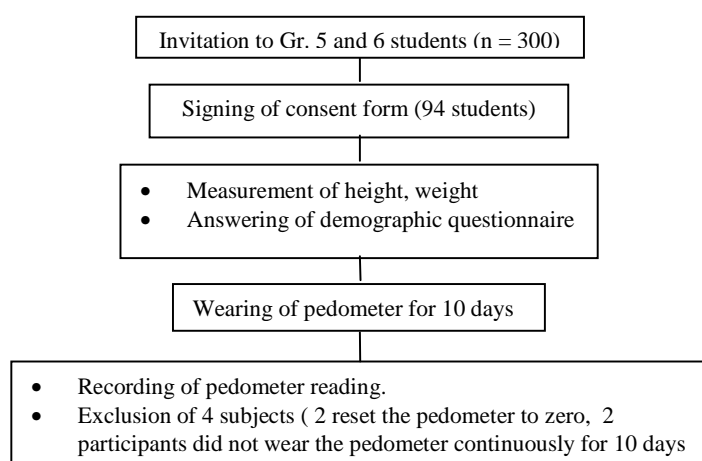 Invitation to Gr. 5 and 6 students (n = 300)
Signing of consent form (94 students)
• Measurement of height, weight
• Answering of demographic questionnaire
Wearing of pedometer for 10 days
• Recording of pedometer reading.
• Exclusion of 4 subjects ( 2 reset the pedometer to zero, 2
participants did not wear the pedometer continuously for 10 days